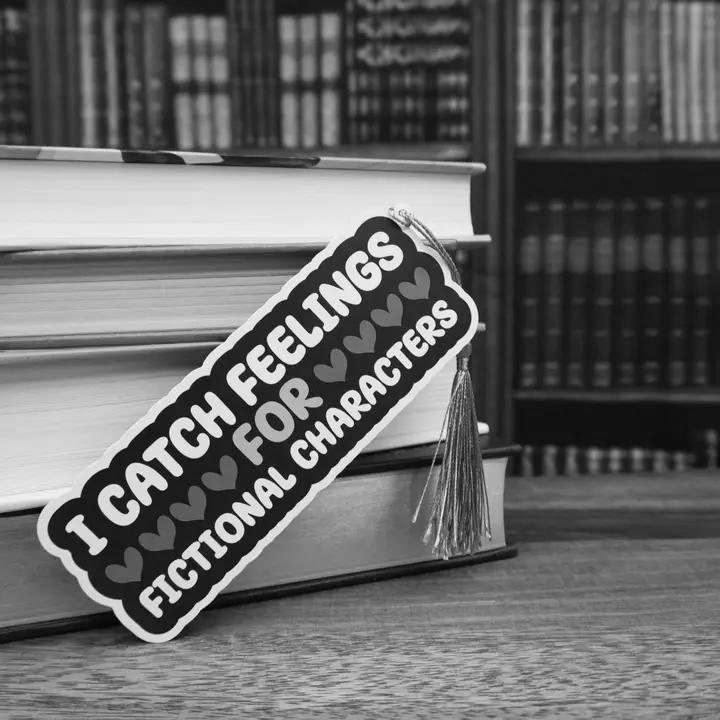 I CATCH FEELINGS
FOR
FICTIONAL CHARACTERS